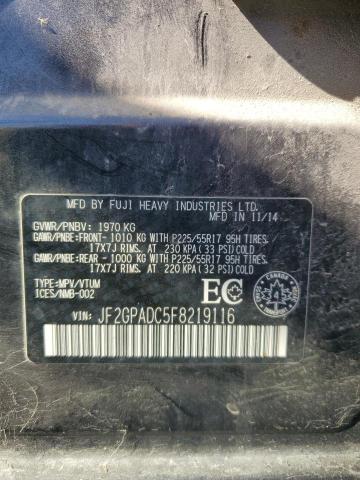 MFD BY FUJI HEAVY INDUSTRIES LTD.
MFD IN 11/14
GVWR/PNBV: 1970 KG
GAWR/PNBE:FRONT- 1010 KG WITH P225/55R17 95H TIRES,
17X7J RIMS. AT 230 KPA (33 PSI) COLD
GAWR/PNBE:REAR - 1000 KG WITH P225/55R17 95H TIRES,
17X7J RIMS. AT 220 KPA (32 PSI) COLD
TYPE:MPV/VTUM
ICES/NMB-002
EC
CANADA
4
VIN: JF2GPADC5F8219116